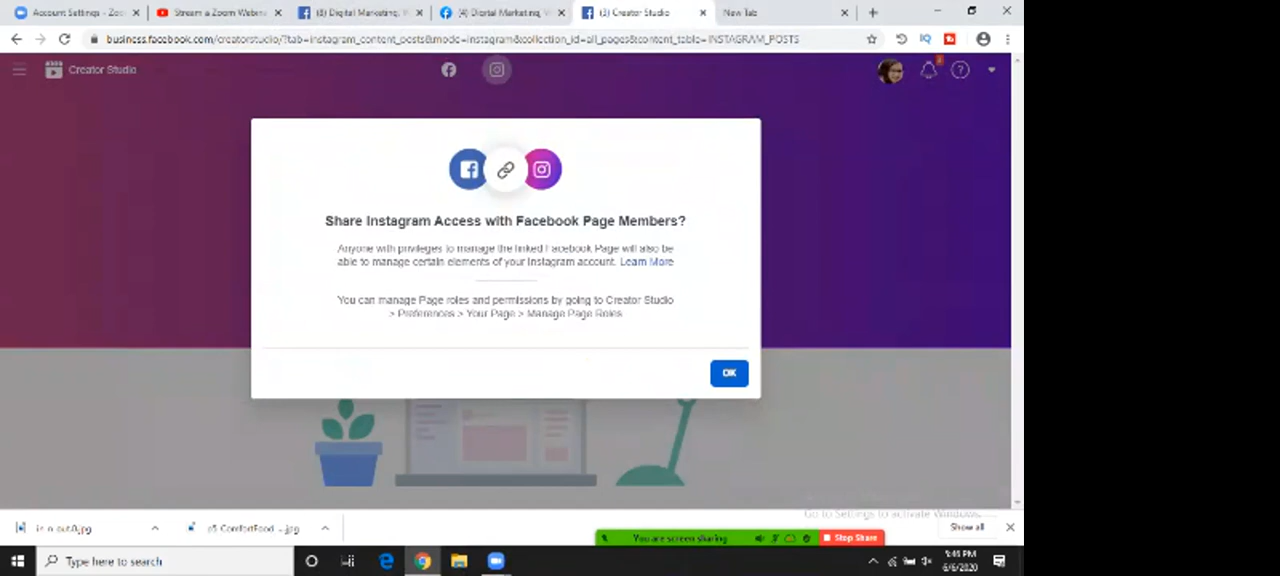 Account Settings - Zoo
Stream a Zoom Webina
(8) Digital Marketing, V
(4) Digital Marketing, V
(3) Creator Studio
New Tab
business.facebook.com/creatorstudio/?tab=instagram_content_posts&mode=instagram&collection_id=all_pages&content_table=INSTAGRAM_POSTS
Creator Studio
Share Instagram Access with Facebook Page Members?
Anyone with privileges to manage the linked Facebook Page will also be
able to manage certain elements of your Instagram account. Learn More
You can manage Page roles and permissions by going to Creator Studio
> Preferences > Your Page > Manage Page Roles
OK
Go to Settings to activate Windows.
ComfortFood ....jpg
Show all
You are screen sharing
Stop Share
Type here to search
6/6/2020